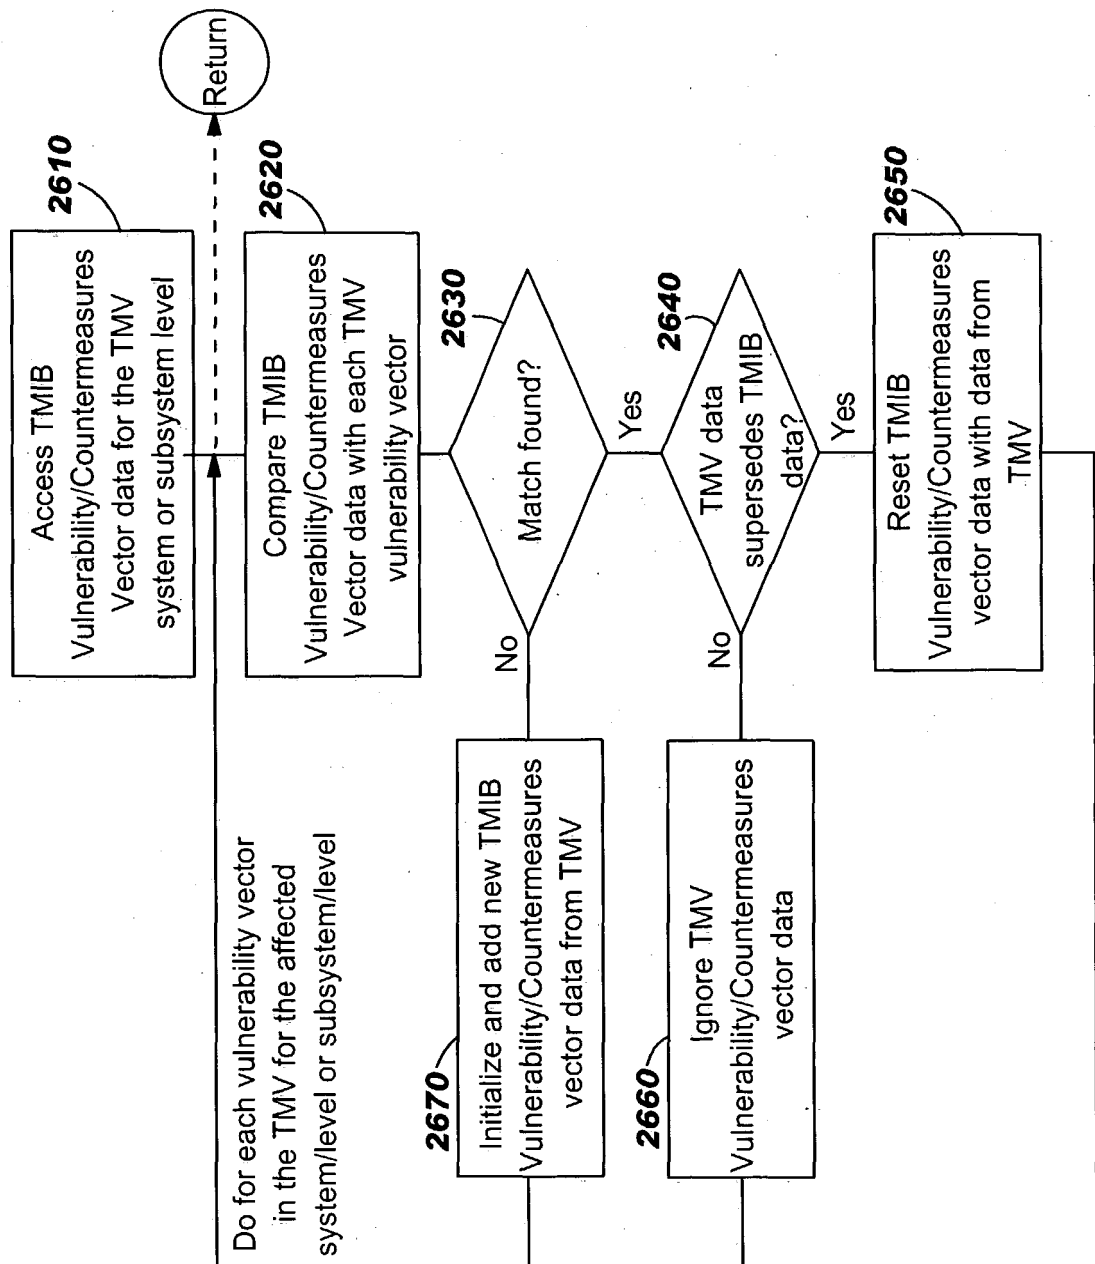 Access TMIB
Vulnerability/Countermeasures
Vector data for the TMV
system or subsystem level
2610
Return
Do for each vulnerability vector
in the TMV for the affected
system/level or subsystem/level
Compare TMIB
Vulnerability/Countermeasures
Vector data with each TMV
vulnerability vector
2620
Match found?
2630
No
Yes
Initialize and add new TMIB
Vulnerability/Countermeasures
vector data from TMV
2670
TMV data
supersedes TMIB
data?
2640
No
Yes
Ignore TMV
Vulnerability/Countermeasures
vector data
2660
Reset TMIB
Vulnerability/Countermeasures
vector data with data from
TMV
2650